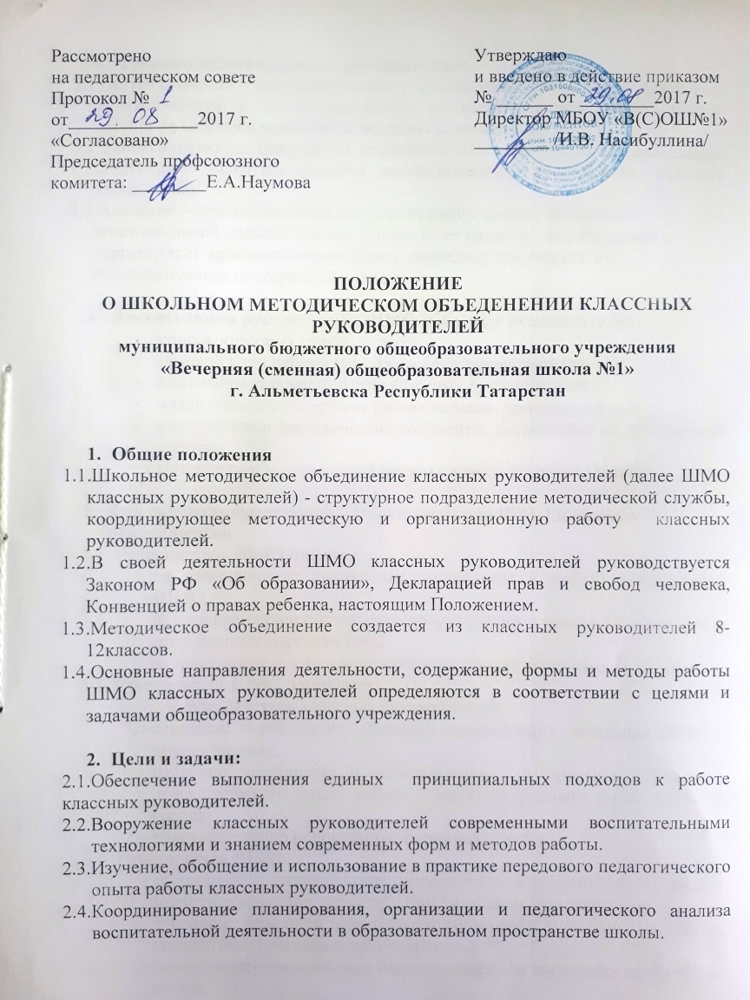 Рассмотрено
на педагогическом совете
Протокол № 1
от 29. 08 2017 г.
«Согласовано»
Председатель профсоюзного
комитета: ________Е.А.Наумова
Утверждаю
и введено в действие приказом
№ ______ от 29.08 2017 г.
Директор МБОУ «В(С)ОШ№1»
________/И.В. Насибуллина/
ПОЛОЖЕНИЕ
О ШКОЛЬНОМ МЕТОДИЧЕСКОМ ОБЪЕДЕНЕНИИ КЛАССНЫХ
РУКОВОДИТЕЛЕЙ
муниципального бюджетного общеобразовательного учреждения
«Вечерняя (сменная) общеобразовательная школа №1»
г. Альметьевска Республики Татарстан
1. Общие положения
1.1.Школьное методическое объединение классных руководителей (далее ШМО
классных руководителей) - структурное подразделение методической службы,
координирующее методическую и организационную работу классных
руководителей.
1.2.В своей деятельности ШМО классных руководителей руководствуется
Законом РФ «Об образовании», Декларацией прав и свобод человека,
Конвенцией о правах ребенка, настоящим Положением.
1.3.Методическое объединение создается из классных руководителей 8-
12классов.
1.4.Основные направления деятельности, содержание, формы и методы работы
ШМО классных руководителей определяются в соответствии с целями и
задачами общеобразовательного учреждения.
2. Цели и задачи:
2.1.Обеспечение выполнения единых принципиальных подходов к работе
классных руководителей.
2.2.Вооружение классных руководителей современными воспитательными
технологиями и знанием современных форм и методов работы.
2.3.Изучение, обобщение и использование в практике передового педагогического
опыта работы классных руководителей.
2.4.Координирование планирования, организации и педагогического анализа
воспитательной деятельности в образовательном пространстве школы.